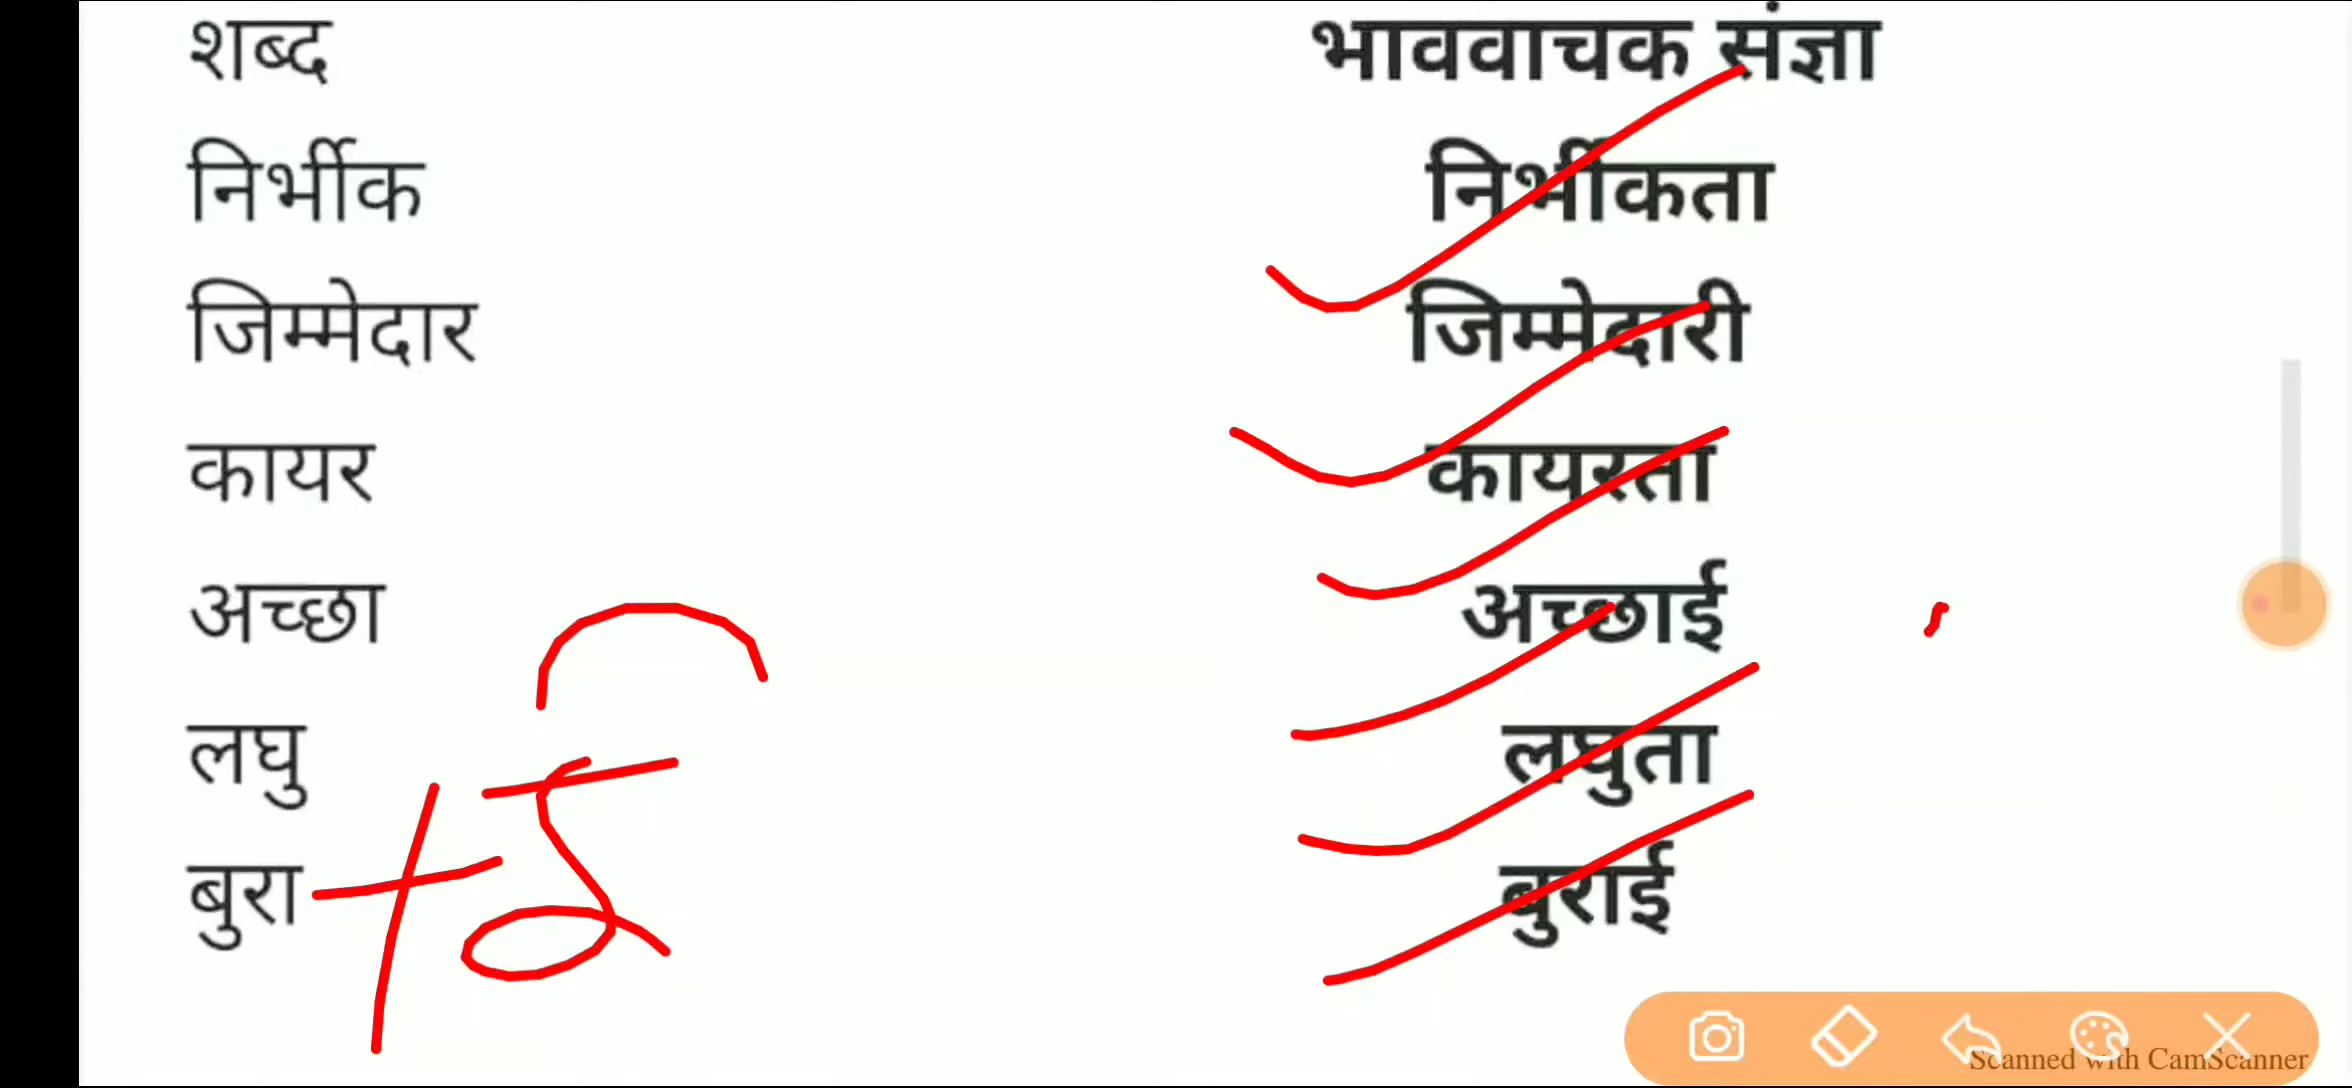 शब्द भाववाचक संज्ञा
निर्भीक निर्भीकता
जिम्मेदार जिम्मेदारी
कायर कायरता
अच्छा अच्छाई
लघु लघुता
बुरा + ई बुराई
Scanned with CamScanner